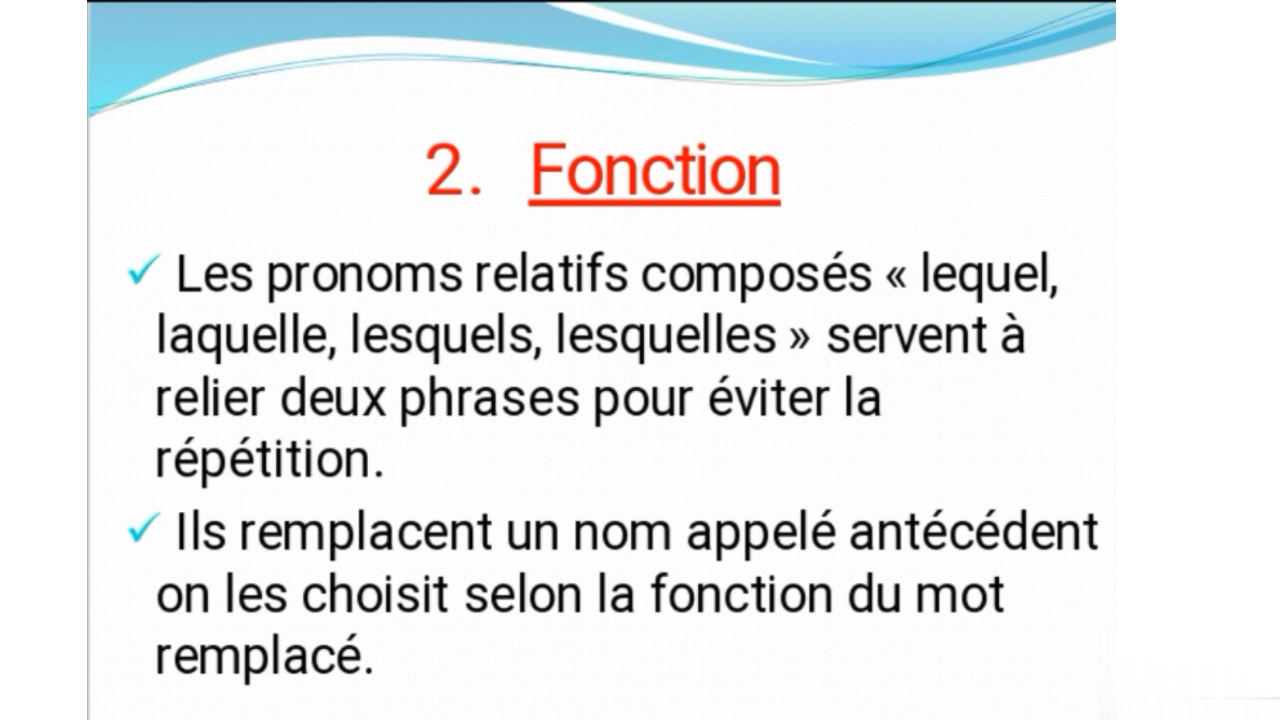 2. Fonction
✓ Les pronoms relatifs composés « lequel,
laquelle, lesquels, lesquelles » servent à
relier deux phrases pour éviter la
répétition.
✓ Ils remplacent un nom appelé antécédent
on les choisit selon la fonction du mot
remplacé.